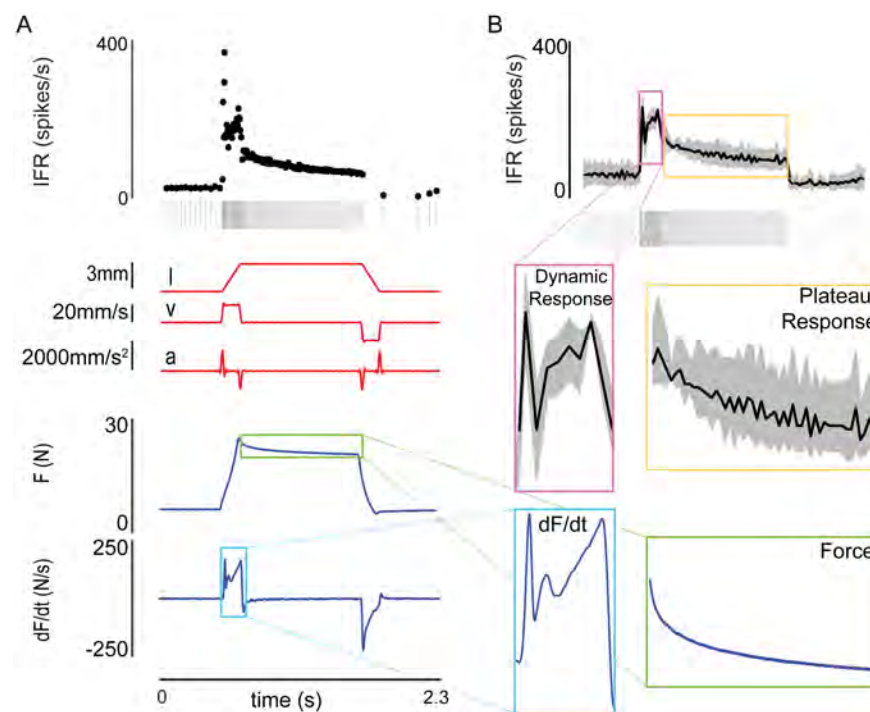 A
400
IFR (spikes/s)
0
3mm
l
20mm/s
v
2000mm/s²
a
30
F (N)
0
250
dF/dt (N/s)
-250
0
time (s)
2.3
B
400
IFR (spikes/s)
0
Dynamic
Response
Plateau
Response
dF/dt
Force